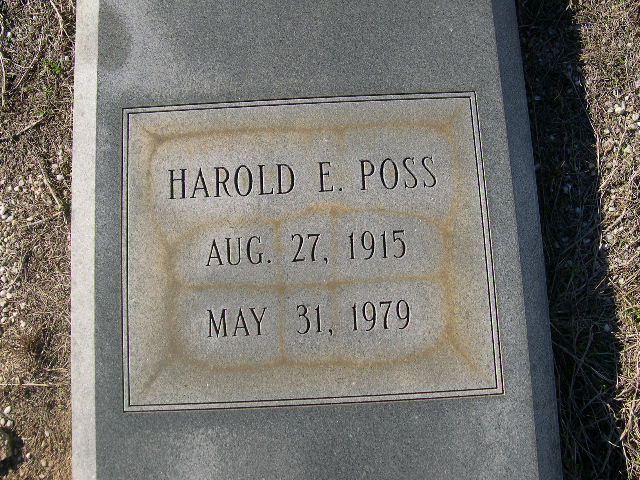 HAROLD E. POSS
AUG. 27, 1915
MAY 31, 1979